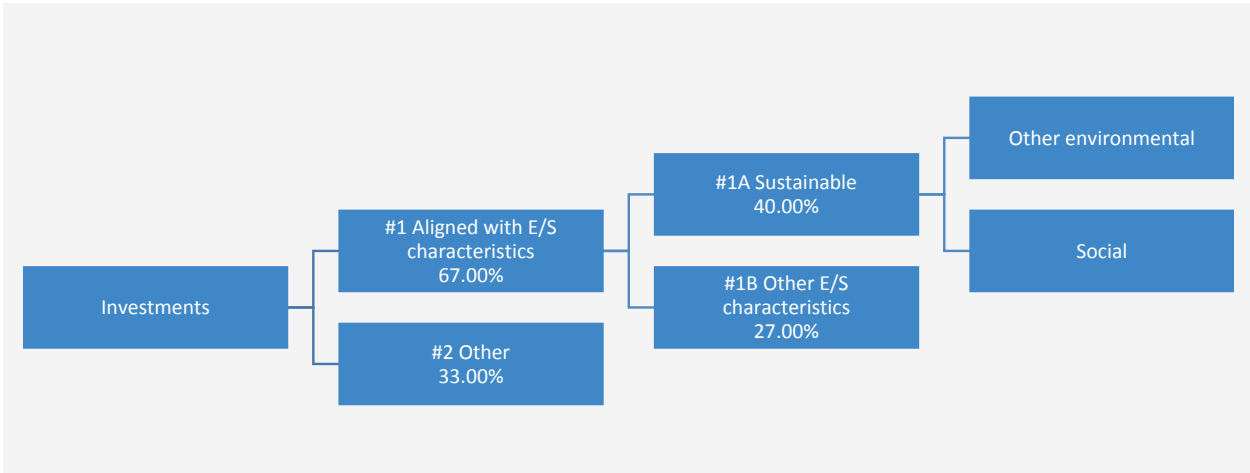 Investments
#1 Aligned with E/S
characteristics
67.00%
#2 Other
33.00%
#1A Sustainable
40.00%
#1B Other E/S
characteristics
27.00%
Other environmental
Social